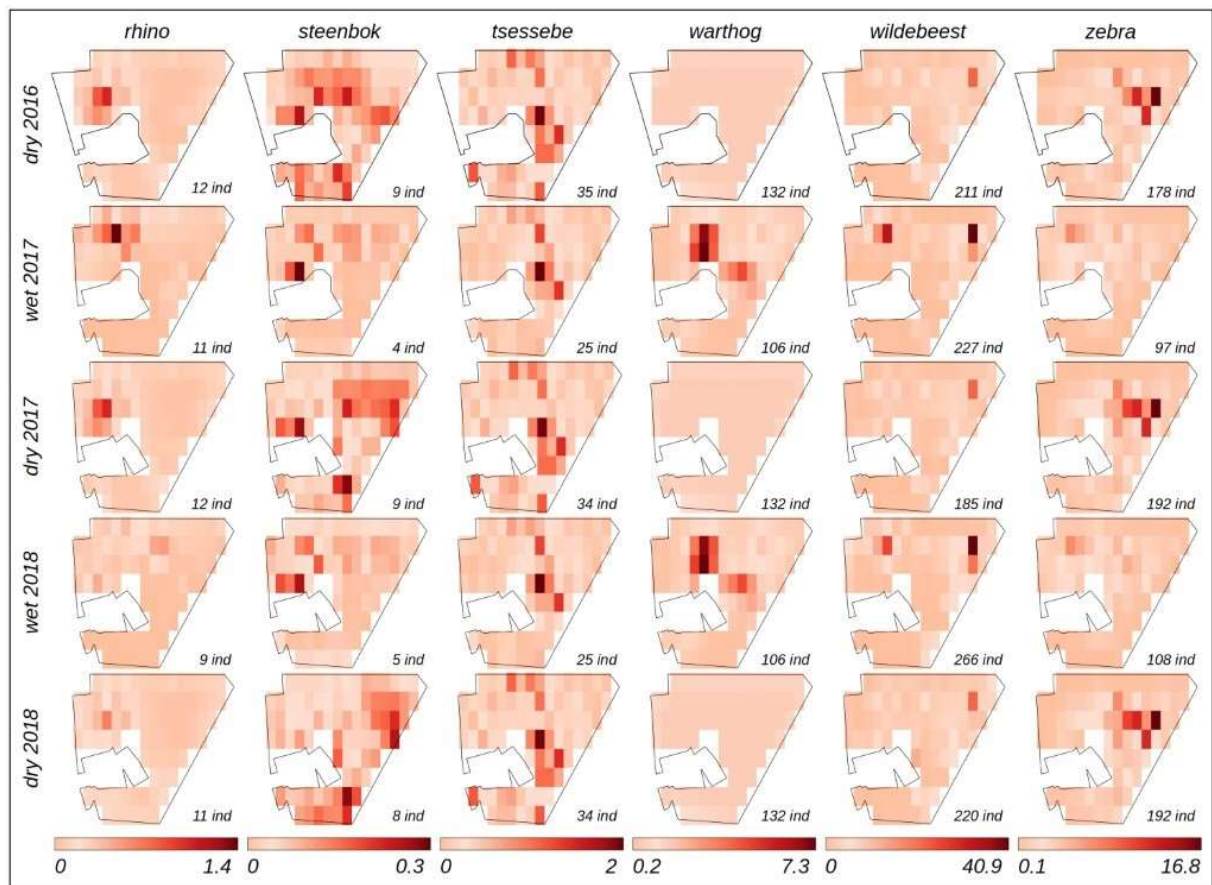 rhino steenbok tsessebe warthog wildebeest zebra
dry 2016
12 ind 9 ind 35 ind 132 ind 211 ind 178 ind
wet 2017
11 ind 4 ind 25 ind 106 ind 227 ind 97 ind
dry 2017
12 ind 9 ind 34 ind 132 ind 185 ind 192 ind
wet 2018
9 ind 5 ind 25 ind 106 ind 266 ind 108 ind
dry 2018
11 ind 8 ind 34 ind 132 ind 220 ind 192 ind
0 1.4 0 0.3 0 2 0.2 7.3 0 40.9 0.1 16.8